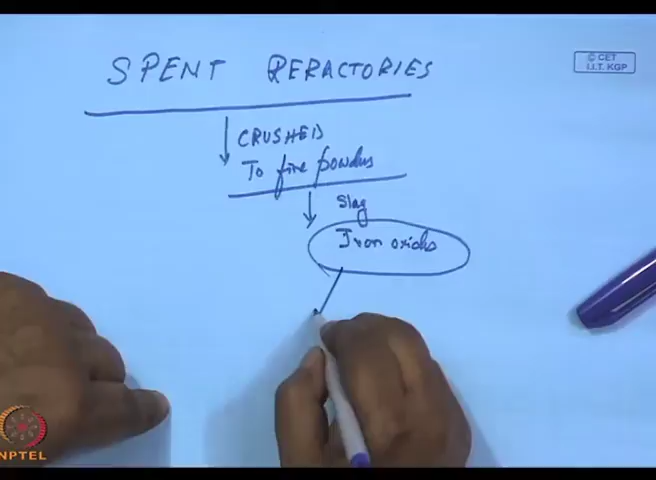 SPENT REFRACTORIES
© CET
I.I.T. KGP
CRUSHED
To fine powders
Slag
Iron oxides
NPTEL